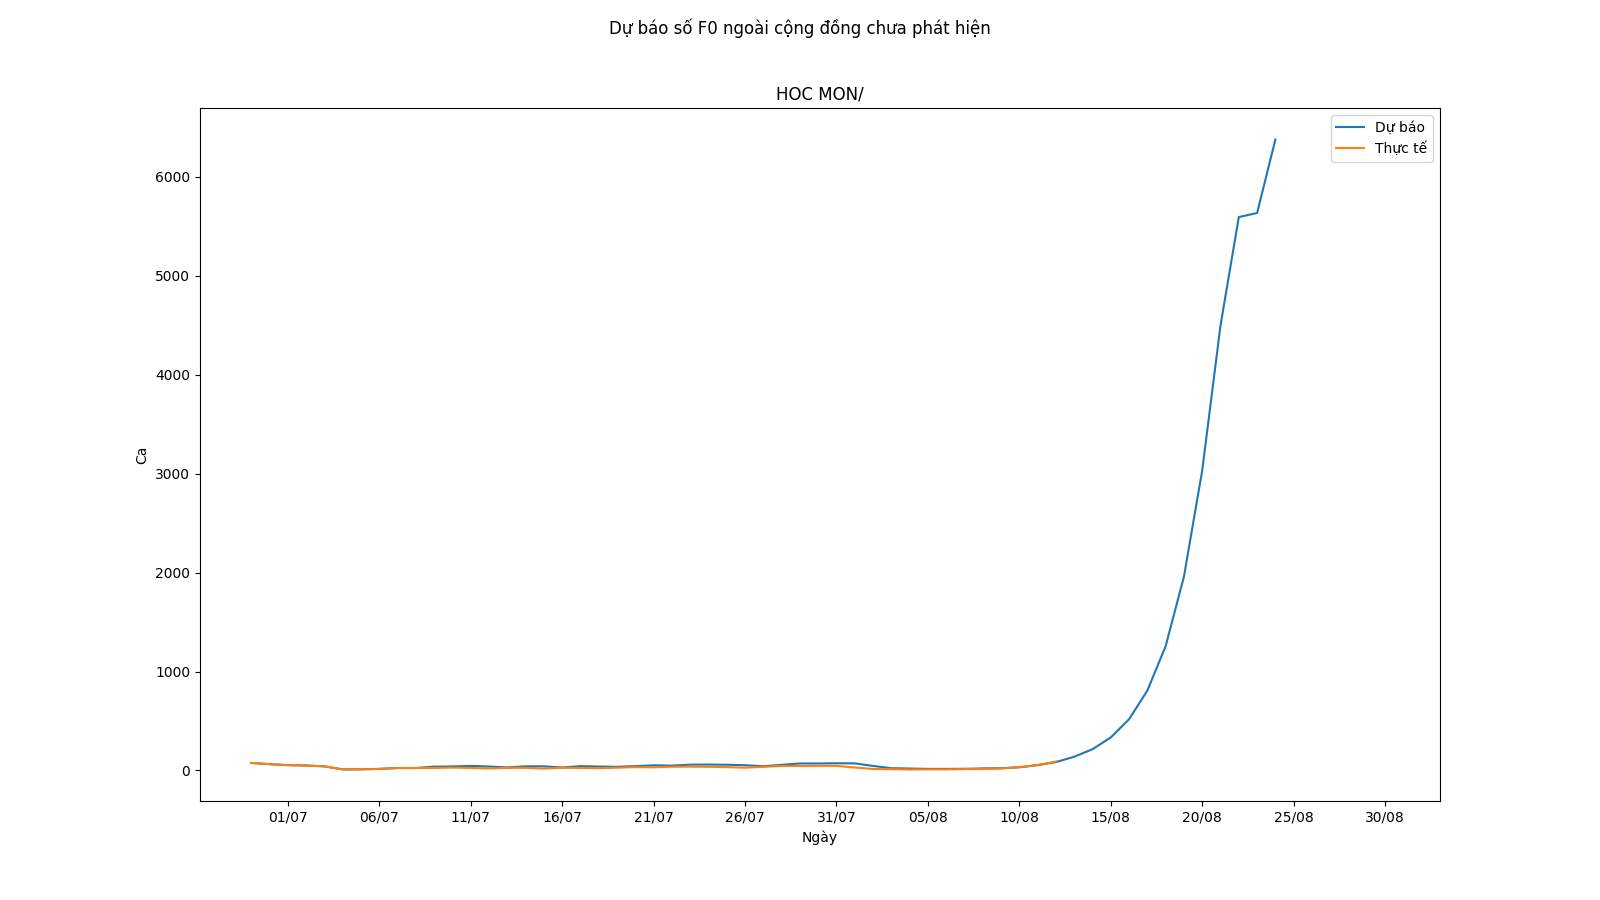 Dự báo số F0 ngoài cộng đồng chưa phát hiện
HOC MON/
Dự báo
Thực tế
6000
5000
4000
3000
2000
1000
0
Ca
01/07 06/07 11/07 16/07 21/07 26/07 31/07 05/08 10/08 15/08 20/08 25/08 30/08
Ngày